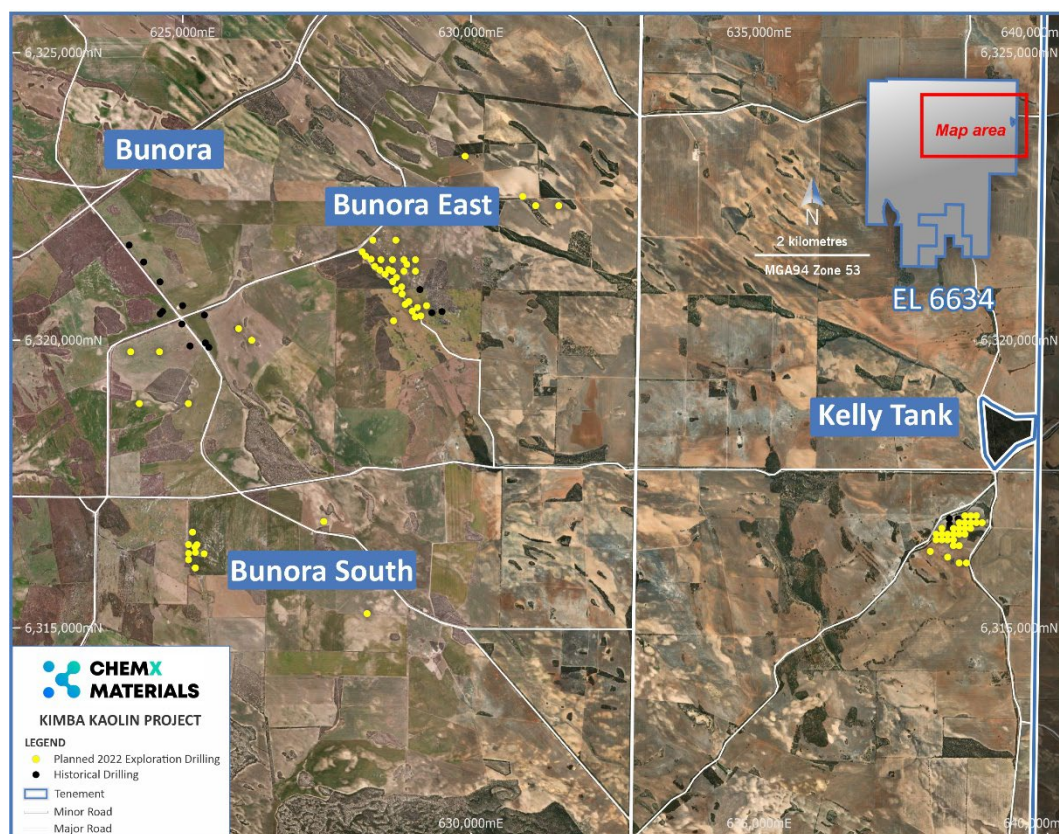 625,000mE
630,000mE
635,000mE
640,000mE
6,325,000mN
6,325,000mN
Bunora
Map area
Bunora East
N
2 kilometres
MGA94 Zone 53
EL 6634
6,320,000mN
6,320,000mN
Kelly Tank
Bunora South
6,315,000mN
6,315,000mN
CHEMX
MATERIALS
KIMBA KAOLIN PROJECT
LEGEND
Planned 2022 Exploration Drilling
Historical Drilling
Tenement
Minor Road
Major Road
630,000mE
635,000mE
640,000mE